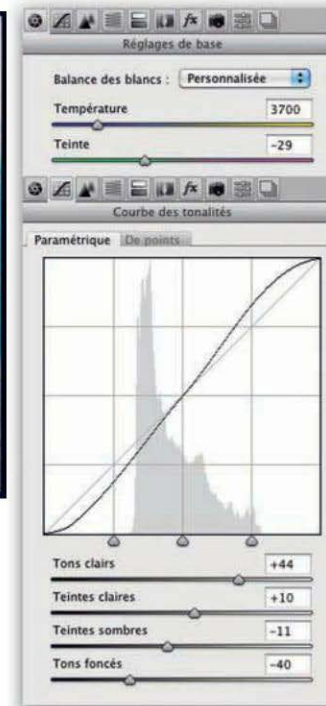 Réglages de base
Balance des blancs : Personnalisée
Température 3700
Teinte -29
Courbe des tonalités
Paramétrique De points
Tons clairs +44
Teintes claires +10
Teintes sombres -11
Tons foncés -40